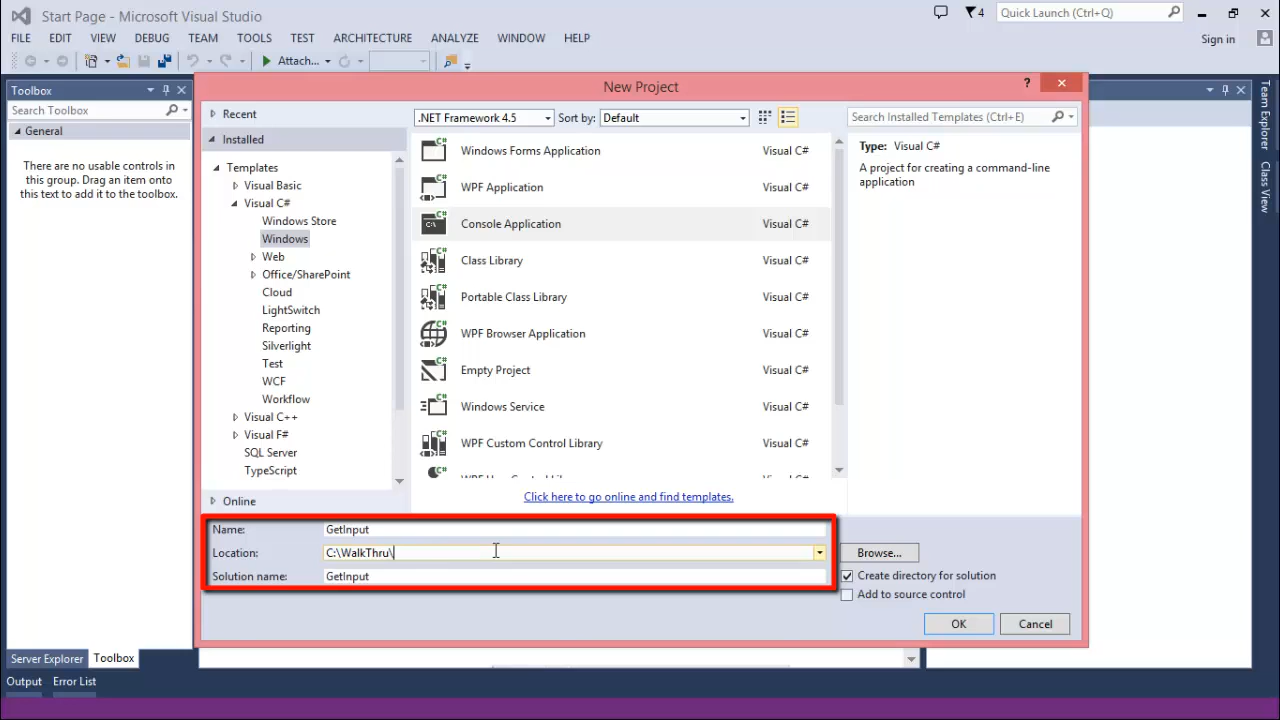 Start Page - Microsoft Visual Studio
4
Quick Launch (Ctrl+Q)
FILE EDIT VIEW DEBUG TEAM TOOLS TEST ARCHITECTURE ANALYZE WINDOW HELP
Sign in
Attach...
Toolbox
Search Toolbox
General
There are no usable controls in
this group. Drag an item onto
this text to add it to the toolbox.
Server Explorer Toolbox
Output Error List
New Project
?
Recent
Installed
Templates
Visual Basic
Visual C#
Windows Store
Windows
Web
Office/SharePoint
Cloud
LightSwitch
Reporting
Silverlight
Test
WCF
Workflow
Visual C++
Visual F#
SQL Server
TypeScript
Online
.NET Framework 4.5 Sort by: Default
Windows Forms Application Visual C#
WPF Application Visual C#
Console Application Visual C#
Class Library Visual C#
Portable Class Library Visual C#
WPF Browser Application Visual C#
Empty Project Visual C#
Windows Service Visual C#
WPF Custom Control Library Visual C#
Click here to go online and find templates.
Search Installed Templates (Ctrl+E)
Type: Visual C#
A project for creating a command-line
application
Name: GetInput
Location: C:\WalkThru\
Solution name: GetInput
Browse...
Create directory for solution
Add to source control
OK Cancel
Team Explorer
Class View